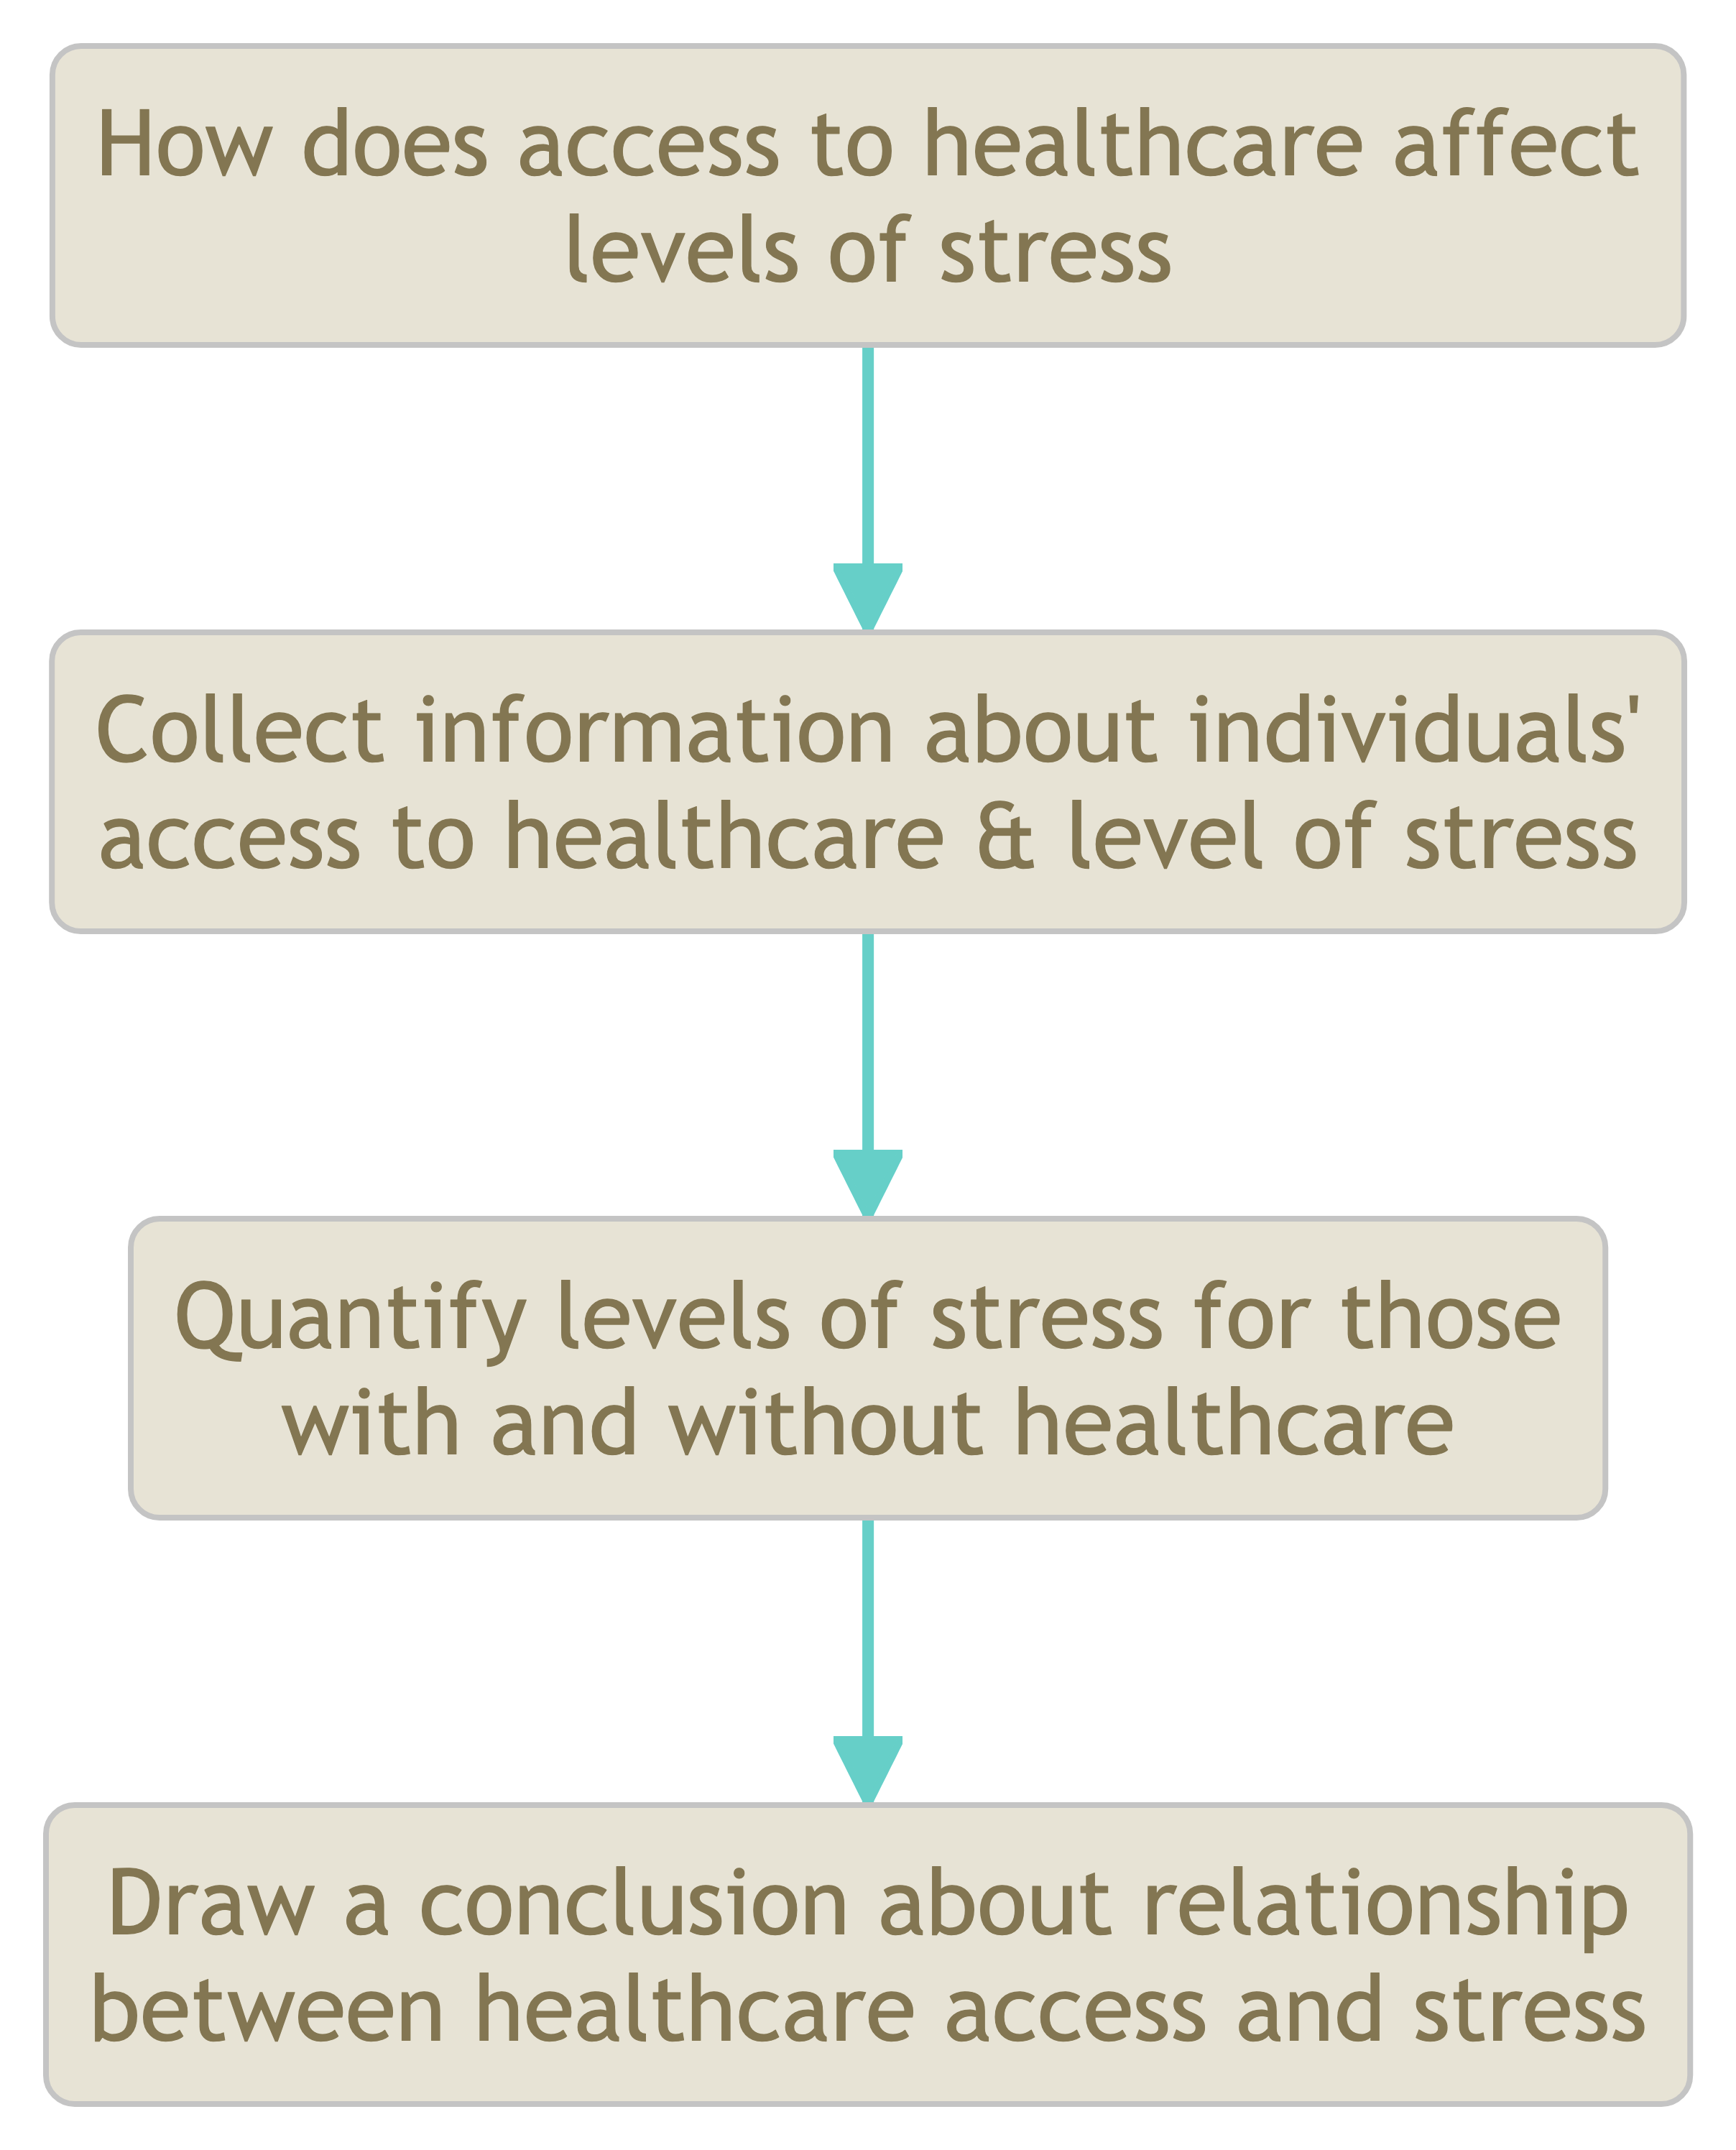 How does access to healthcare affect
levels of stress
Collect information about individuals'
access to healthcare & level of stress
Quantify levels of stress for those
with and without healthcare
Draw a conclusion about relationship
between healthcare access and stress